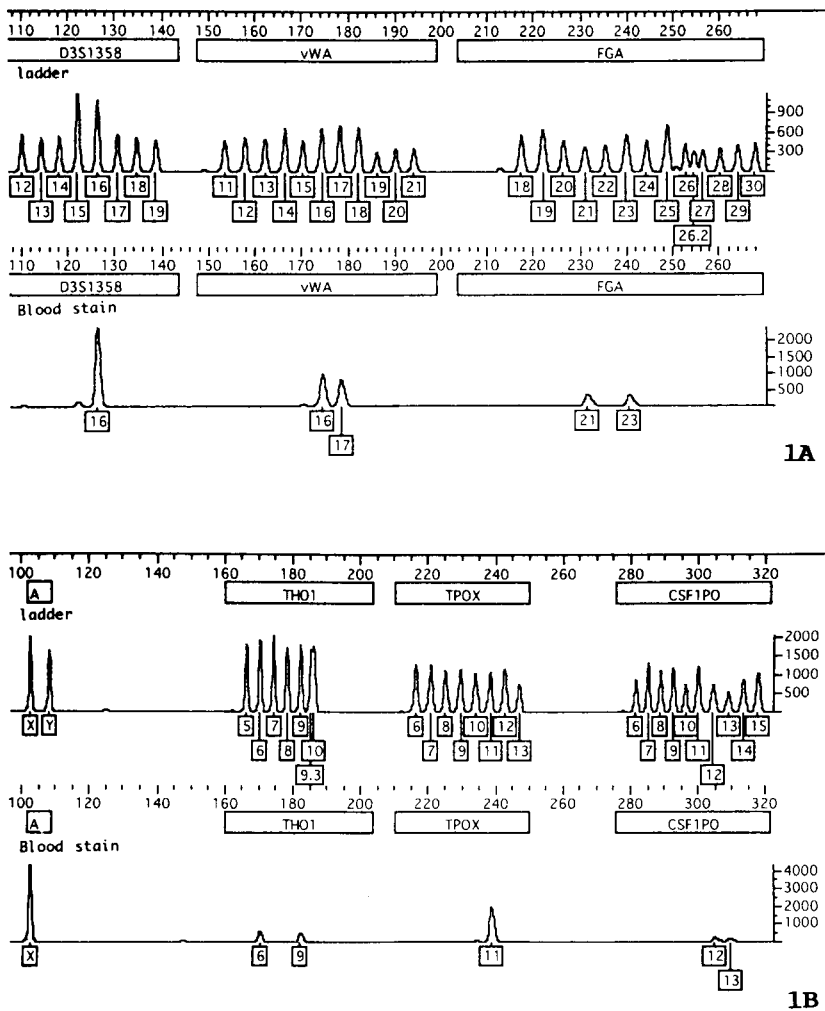 110 120 130 140 150 160 170 180 190 200 210 220 230 240 250 260
D3S1358 vWA FGA
ladder
900
600
300
12 14 16 18 11 13 15 17 19 21 18 20 22 24 26 28 30
13 15 17 19 12 14 16 18 20 19 21 23 25 27 29
26.2
110 120 130 140 150 160 170 180 190 200 210 220 230 240 250 260
D3S1358 vWA FGA
Blood stain
2000
1500
1000
500
16 16 21 23
17
1A
100 120 140 160 180 200 220 240 260 280 300 320
A THO1 TPOX CSF1PO
ladder
2000
1500
1000
500
X Y 5 7 9 6 8 10 12 6 8 10 13 15
6 8 10 7 9 11 13 7 9 11 14
9.3 12
100 120 140 160 180 200 220 240 260 280 300 320
A THO1 TPOX CSF1PO
Blood stain
4000
3000
2000
1000
X 6 9 11 12
13
1B